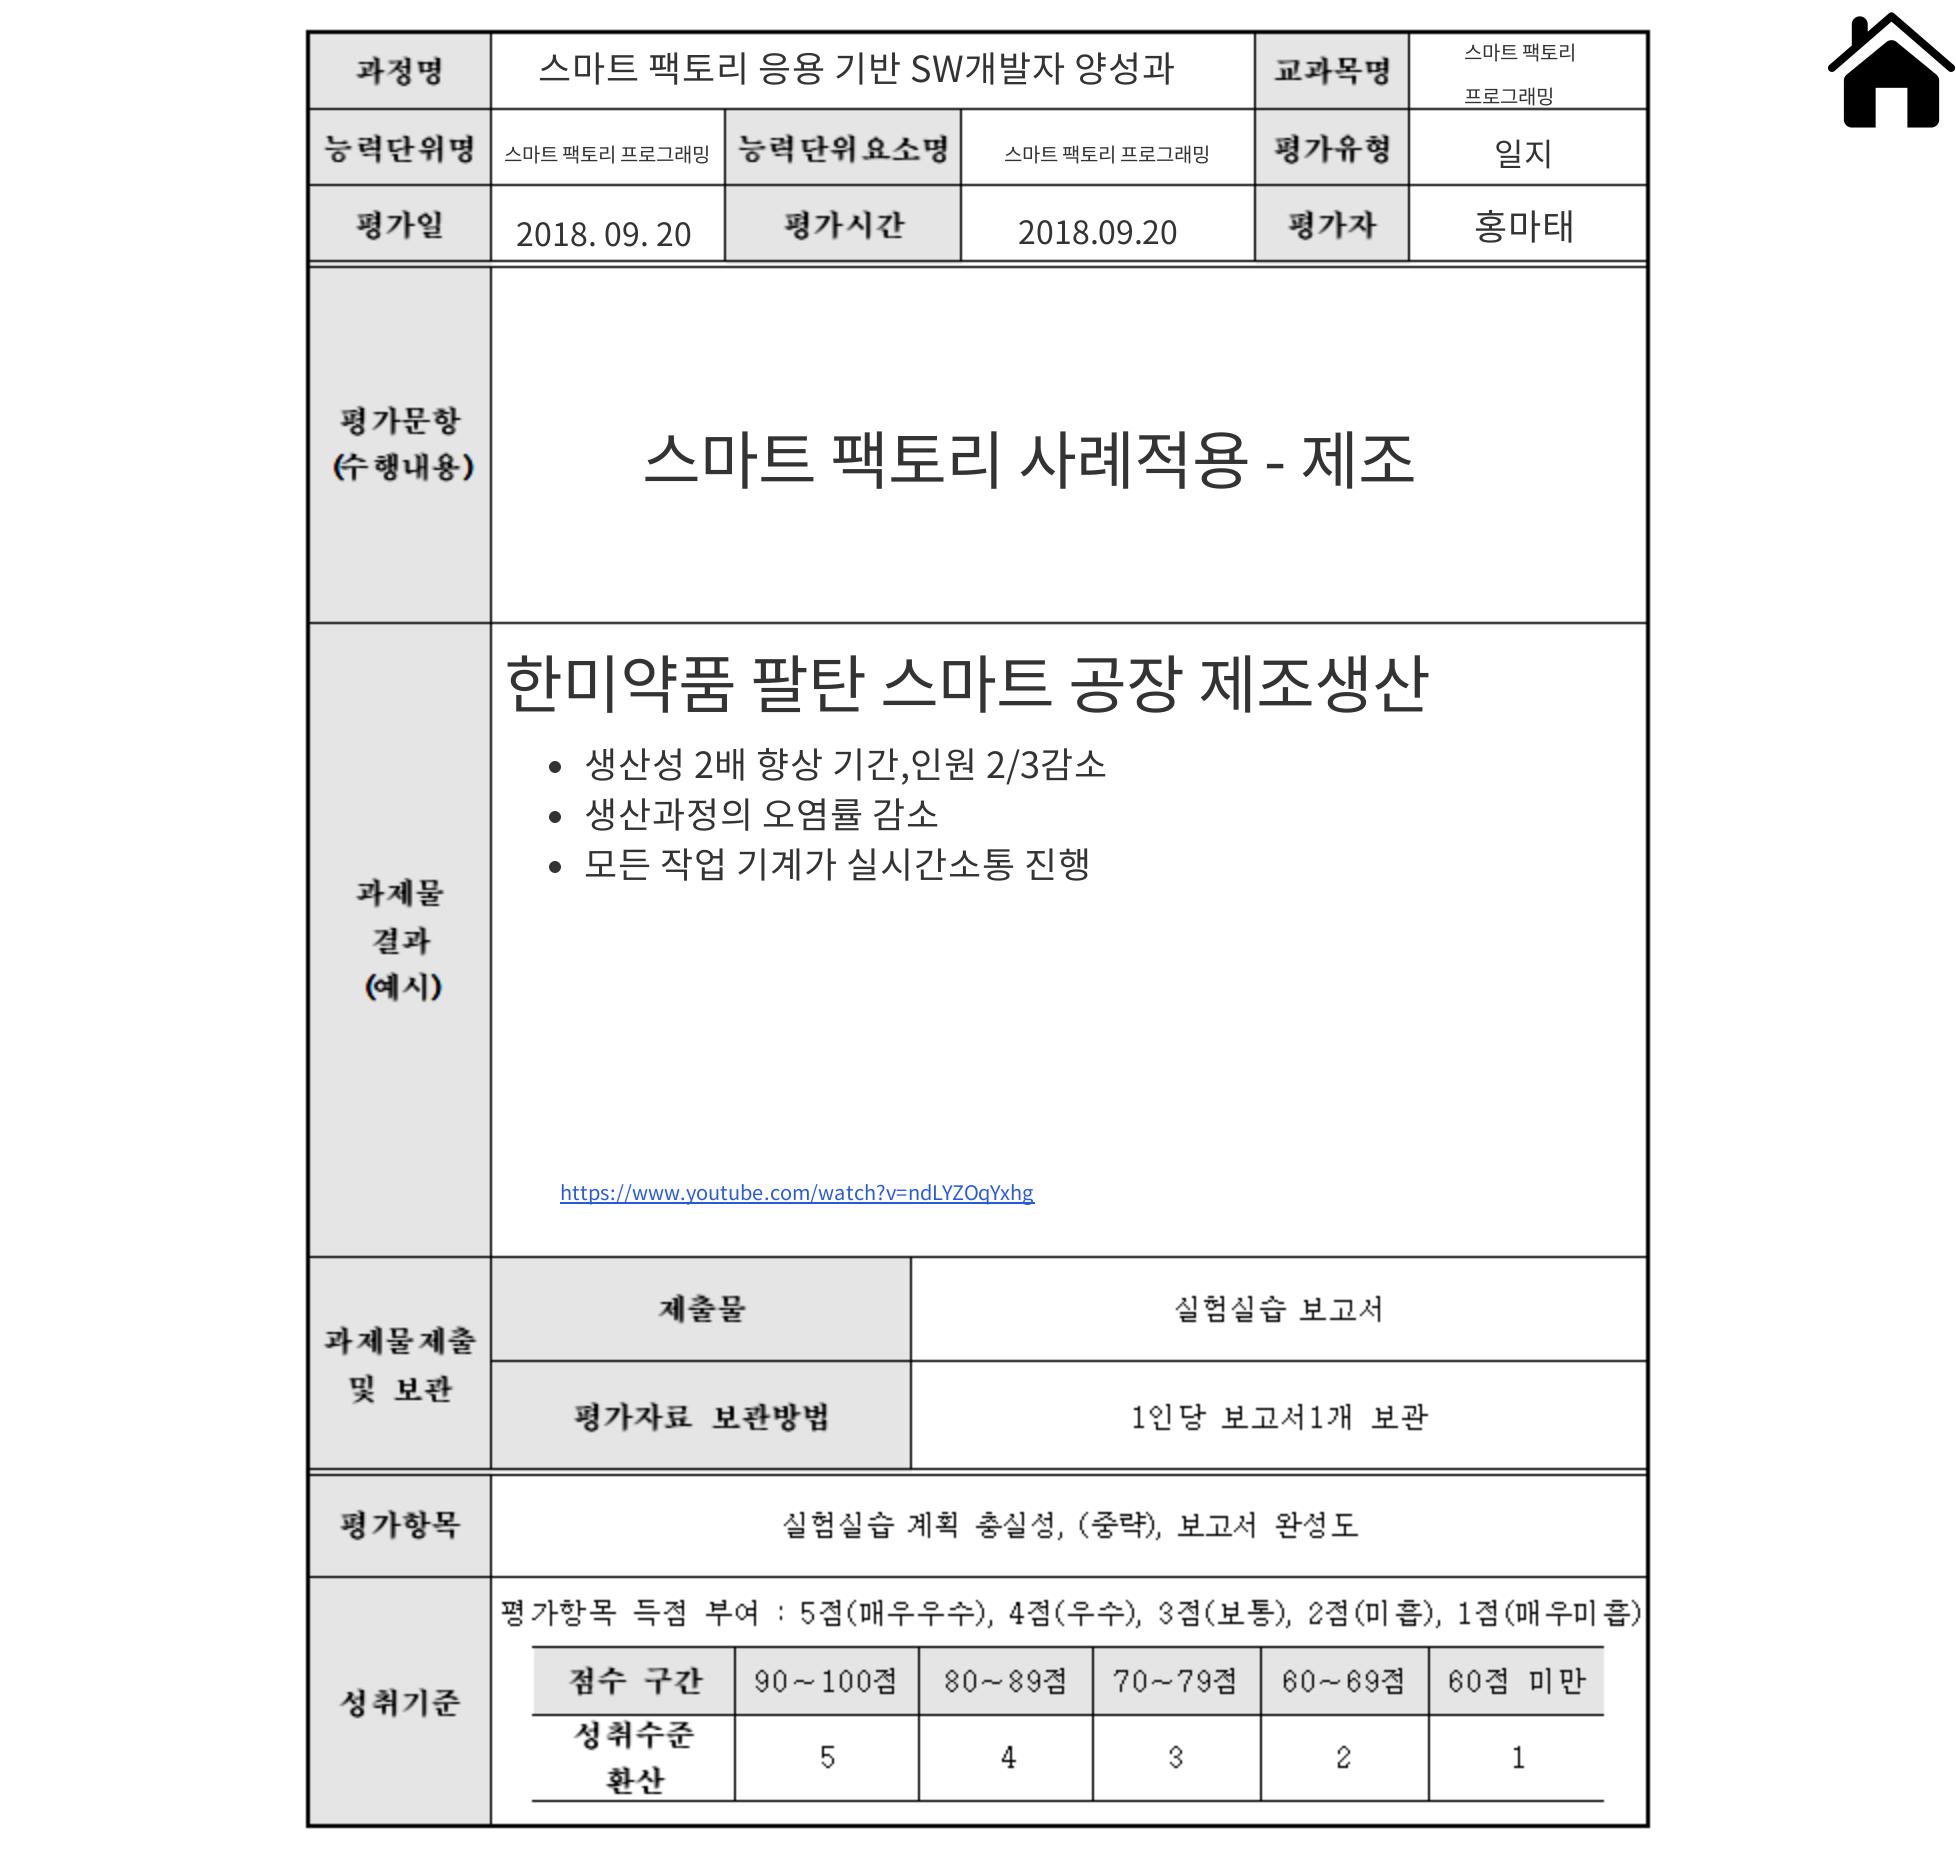 과정명 스마트 팩토리 응용 기반 SW개발자 양성과 교과목명 스마트 팩토리
프로그래밍
능력단위명 스마트 팩토리 프로그래밍 능력단위요소명 스마트 팩토리 프로그래밍 평가유형 일지
평가일 2018. 09. 20 평가시간 2018.09.20 평가자 홍마태
평가문항
(수행내용)
스마트 팩토리 사례적용 - 제조
과제물
결과
(예시)
한미약품 팔탄 스마트 공장 제조생산
• 생산성 2배 향상 기간,인원 2/3감소
• 생산과정의 오염률 감소
• 모든 작업 기계가 실시간소통 진행
https://www.youtube.com/watch?v=ndLYZOqYxhg
과제물제출
및 보관
제출물 실험실습 보고서
평가자료 보관방법 1인당 보고서1개 보관
평가항목 실험실습 계획 충실성, (중략), 보고서 완성도
성취기준
평가항목 득점 부여 : 5점(매우우수), 4점(우수), 3점(보통), 2점(미흡), 1점(매우미흡)
점수 구간 90~100점 80~89점 70~79점 60~69점 60점 미만
성취수준
환산
5 4 3 2 1